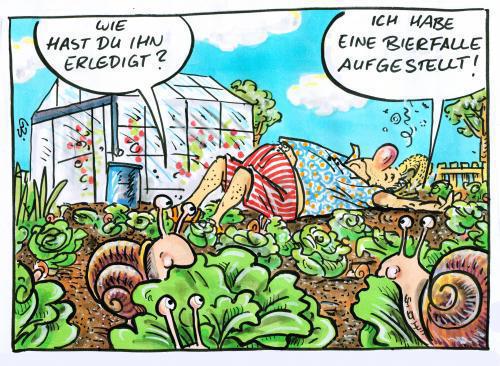 WIE
HAST DU IHN
ERLEDIGT?
ICH HABE
EINE BIERFALLE
AUFGESTELLT!